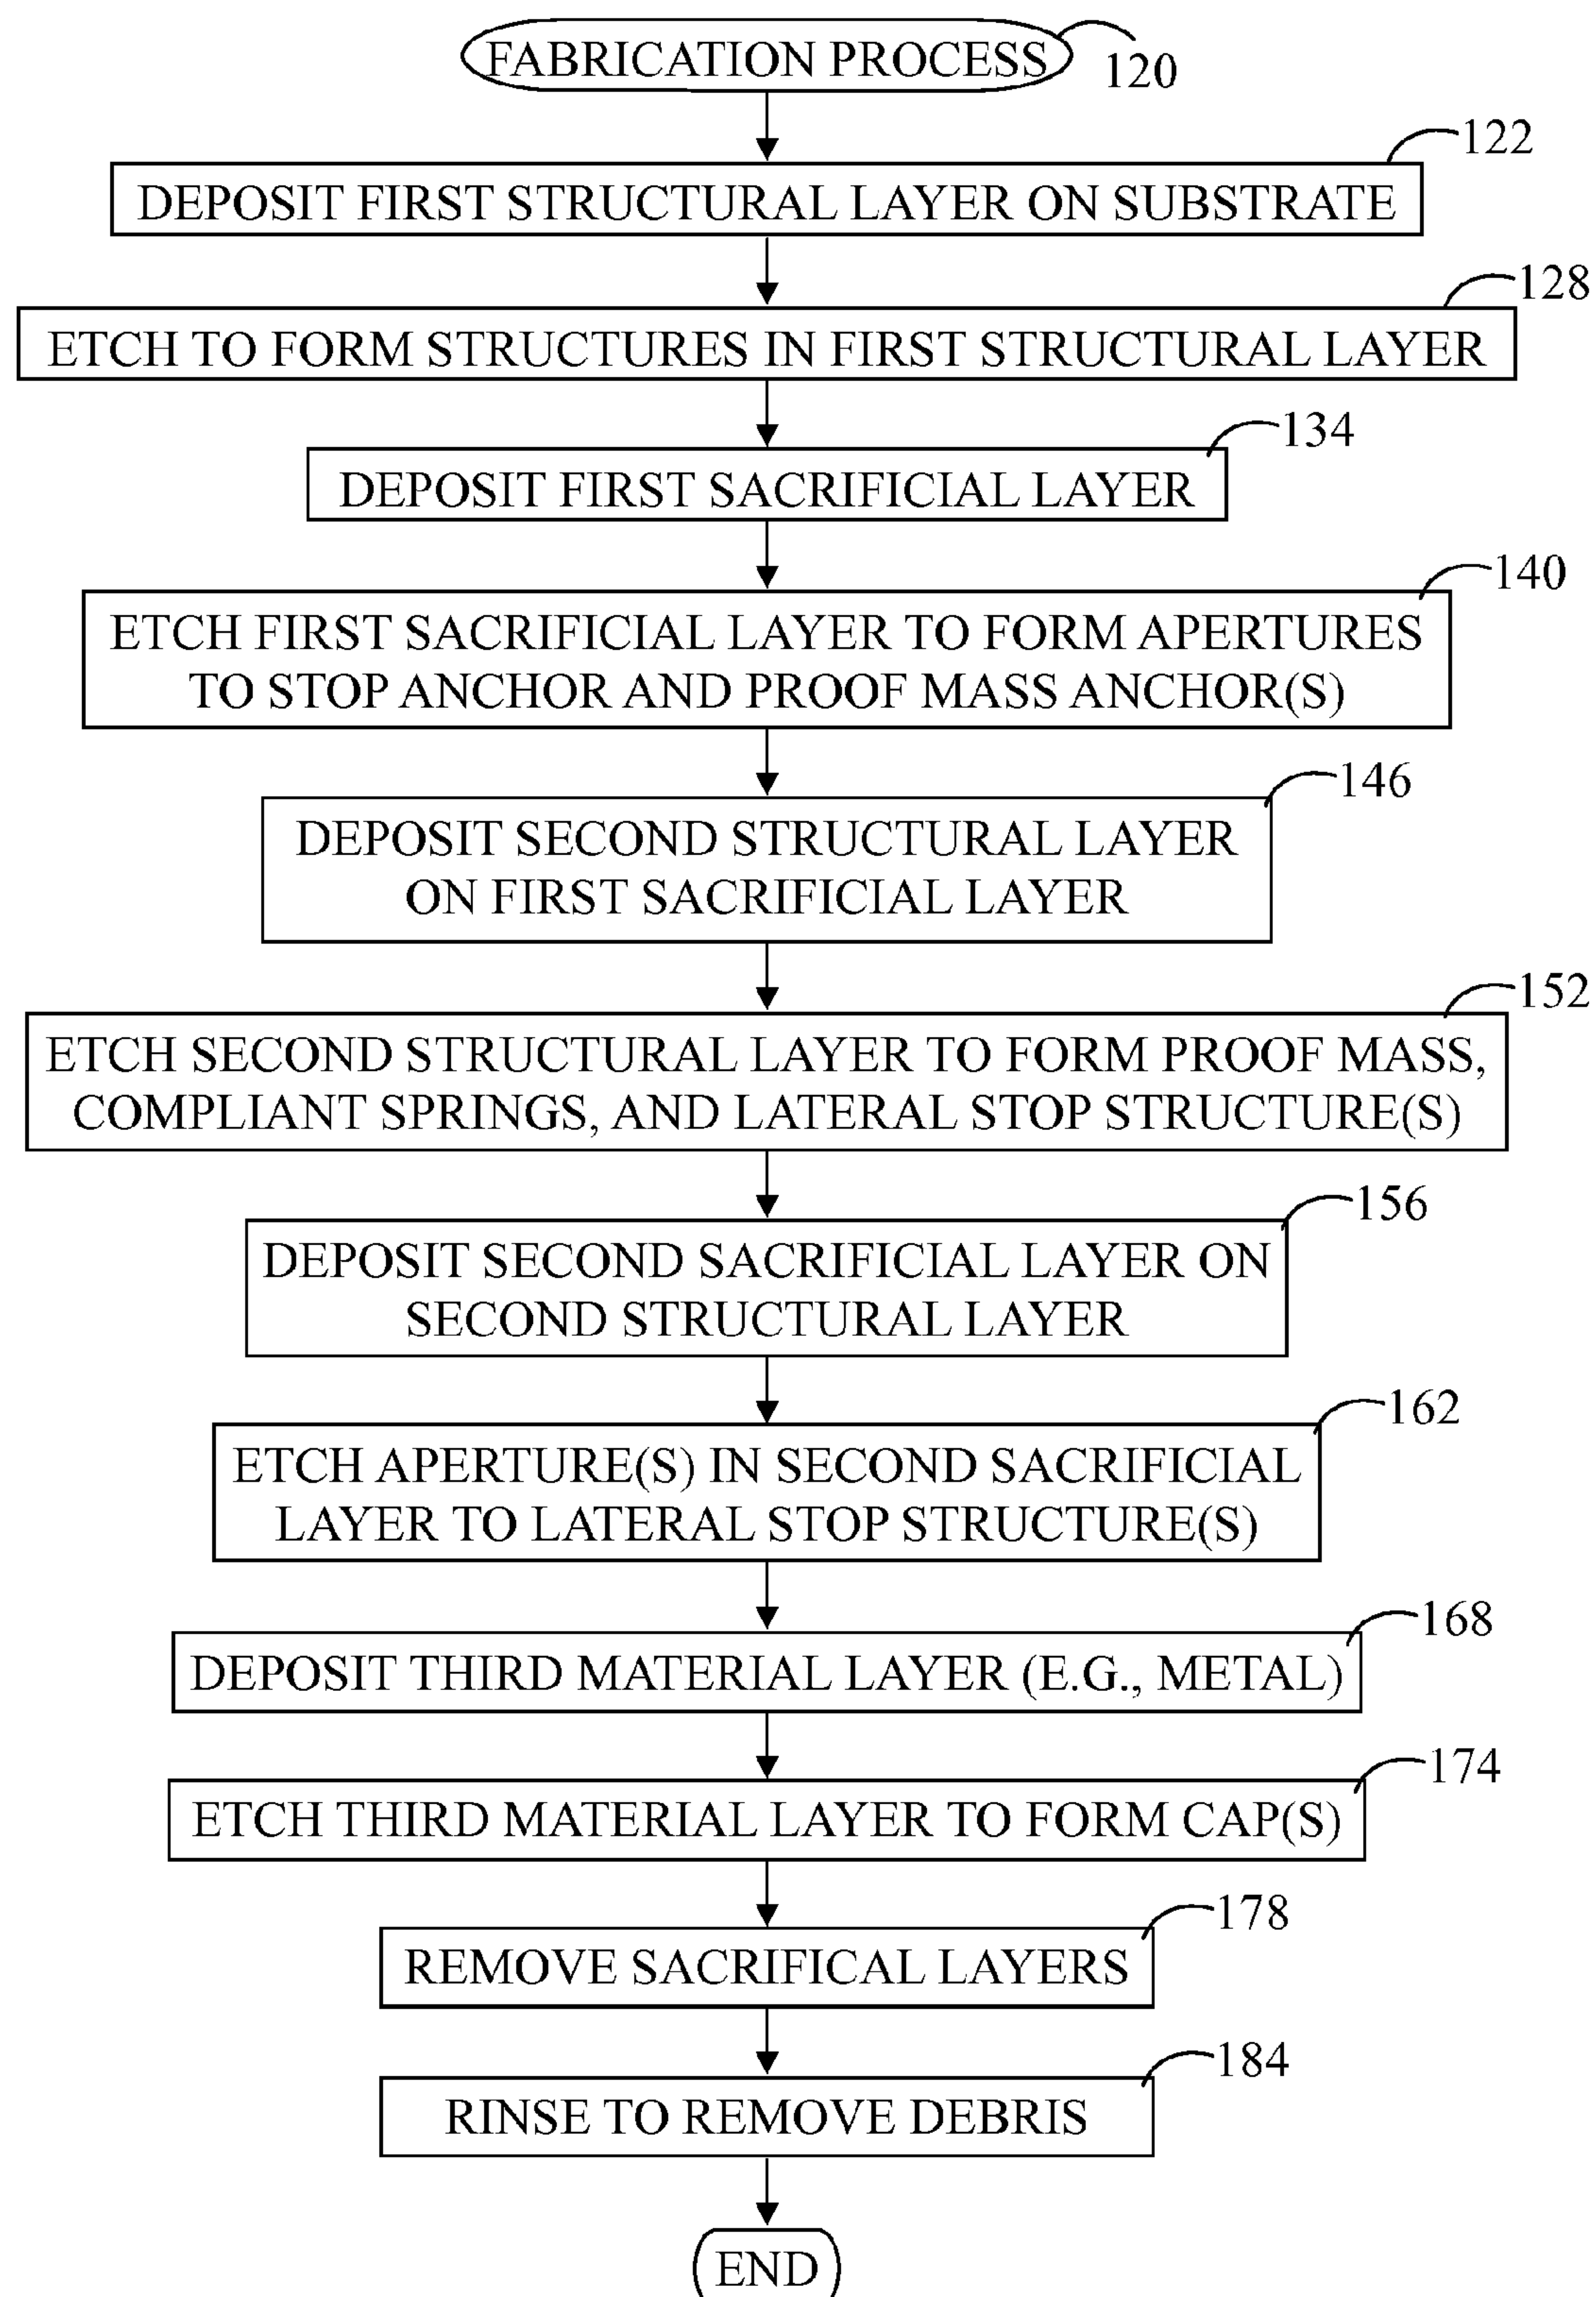 FABRICATION PROCESS
120
122
DEPOSIT FIRST STRUCTURAL LAYER ON SUBSTRATE
128
ETCH TO FORM STRUCTURES IN FIRST STRUCTURAL LAYER
134
DEPOSIT FIRST SACRIFICIAL LAYER
140
ETCH FIRST SACRIFICIAL LAYER TO FORM APERTURES
TO STOP ANCHOR AND PROOF MASS ANCHOR(S)
146
DEPOSIT SECOND STRUCTURAL LAYER
ON FIRST SACRIFICIAL LAYER
152
ETCH SECOND STRUCTURAL LAYER TO FORM PROOF MASS,
COMPLIANT SPRINGS, AND LATERAL STOP STRUCTURE(S)
156
DEPOSIT SECOND SACRIFICIAL LAYER ON
SECOND STRUCTURAL LAYER
162
ETCH APERTURE(S) IN SECOND SACRIFICIAL
LAYER TO LATERAL STOP STRUCTURE(S)
168
DEPOSIT THIRD MATERIAL LAYER (E.G., METAL)
174
ETCH THIRD MATERIAL LAYER TO FORM CAP(S)
178
REMOVE SACRIFICAL LAYERS
184
RINSE TO REMOVE DEBRIS
END